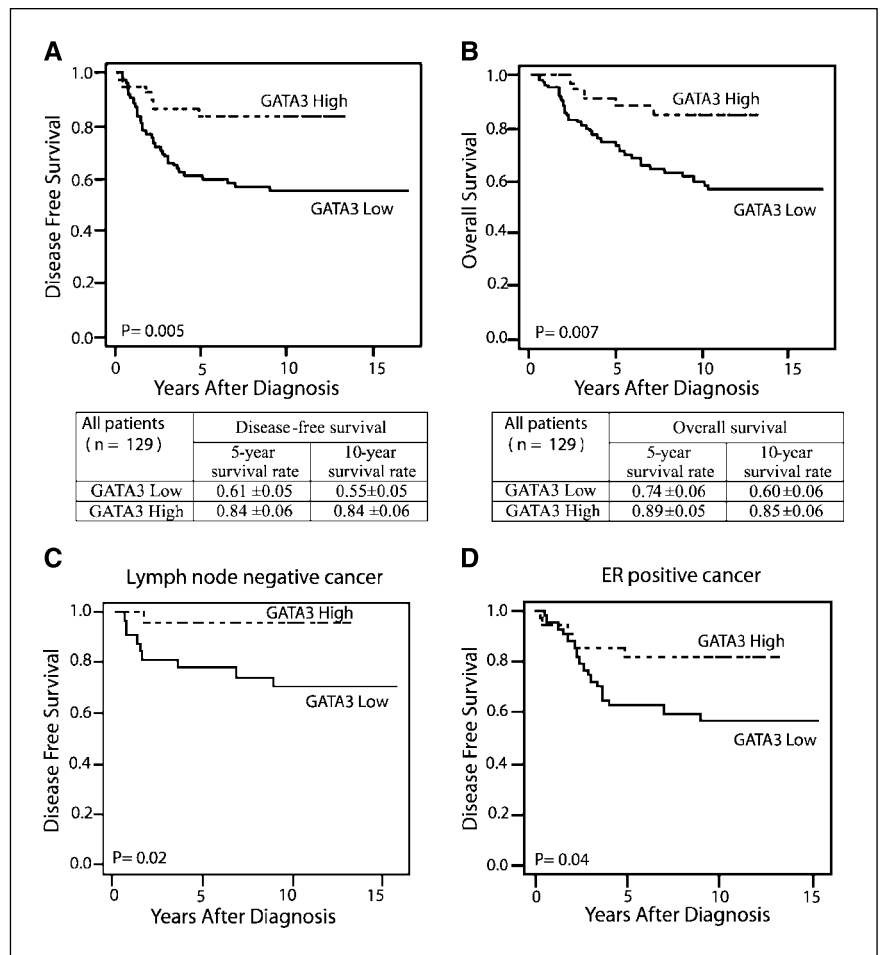 A
Disease Free Survival
1.0
0.8
0.6
0.4
0.2
0.0
GATA3 High
GATA3 Low
P= 0.005
0 5 10 15
Years After Diagnosis
All patients
( n = 129)
Disease-free survival
5-year
survival rate
10-year
survival rate
GATA3 Low 0.61 ±0.05 0.55±0.05
GATA3 High 0.84 ±0.06 0.84 ±0.06
B
Overall Survival
1.0
0.8
0.6
0.4
0.2
0.0
GATA3 High
GATA3 Low
P= 0.007
0 5 10 15
Years After Diagnosis
All patients
( n = 129)
Overall survival
5-year
survival rate
10-year
survival rate
GATA3 Low 0.74 ±0.06 0.60±0.06
GATA3 High 0.89±0.05 0.85±0.06
C
Lymph node negative cancer
Disease Free Survival
1.0
0.8
0.6
0.4
0.2
0.0
GATA3 High
GATA3 Low
P= 0.02
0 5 10 15
Years After Diagnosis
D
ER positive cancer
Disease Free Survival
1.0
0.8
0.6
0.4
0.2
0.0
GATA3 High
GATA3 Low
P= 0.04
0 5 10 15
Years After Diagnosis